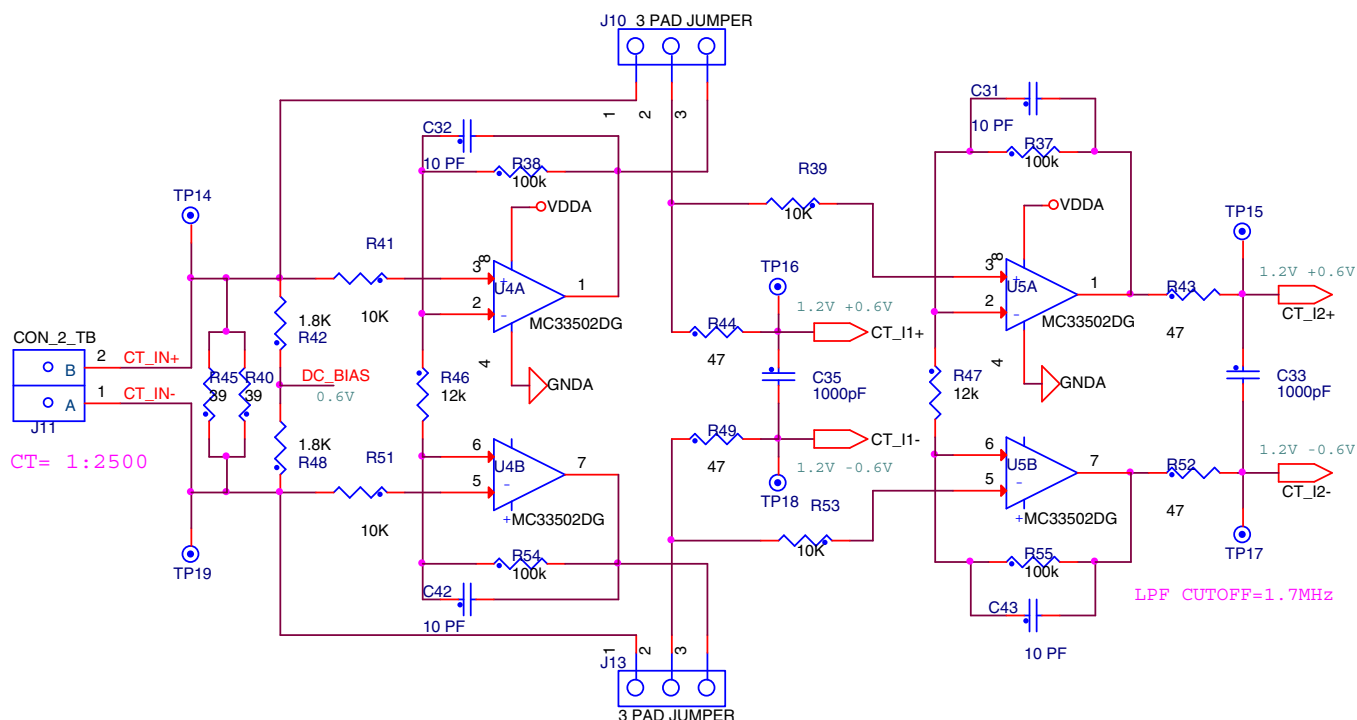 J10 3 PAD JUMPER
1
2
3
C32
10 PF
R38
100k
VDDA
TP14
R41
10K
3
8
+
U4A
2
−
1
MC33502DG
4
GNDA
CON_2_TB
2
CT_IN+
B
1
CT_IN-
A
J11
CT= 1:2500
R45
39
R40
39
1.8K
R42
DC_BIAS
0.6V
1.8K
R48
R46
12k
R51
10K
6
U4B
5
−
7
+
MC33502DG
R54
100k
C42
10 PF
TP19
1
2
3
J13
3 PAD JUMPER
R39
10K
TP16
1.2V +0.6V
R44
47
CT_I1+
C35
1000pF
R49
47
CT_I1-
1.2V -0.6V
TP18
R53
10K
C31
10 PF
R37
100k
VDDA
3
8
+
U5A
2
−
1
MC33502DG
4
GNDA
R47
12k
6
U5B
5
−
7
+
MC33502DG
R55
100k
C43
10 PF
R43
47
TP15
1.2V +0.6V
CT_I2+
C33
1000pF
1.2V -0.6V
CT_I2-
R52
47
TP17
LPF CUTOFF=1.7MHz